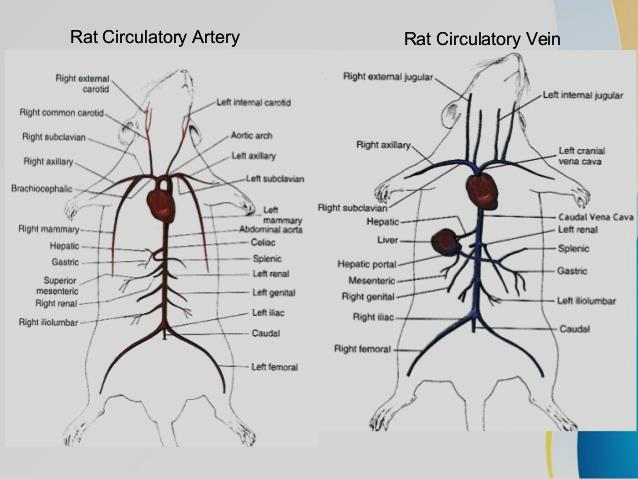 Rat Circulatory Artery
Right external
carotid
Right common carotid
Right subclavian
Right axillary
Brachiocephalic
Right mammary
Hepatic
Gastric
Superior
mesenteric
Right renal
Right iliolumbar
Left internal carotid
Aortic arch
Left axillary
Left subclavian
Left
mammary
Abdominal aorta
Celiac
Splenic
Left renal
Left genital
Left iliac
Caudal
Left femoral
Rat Circulatory Vein
Right external jugular
Right axillary
Right subclavian
Hepatic
Liver
Hepatic portal
Mesenteric
Right genital
Right iliac
Right femoral
Left internal jugular
Left cranial
vena cava
Caudal Vena Cava
Left renal
Splenic
Gastric
Left iliolumbar
Caudal